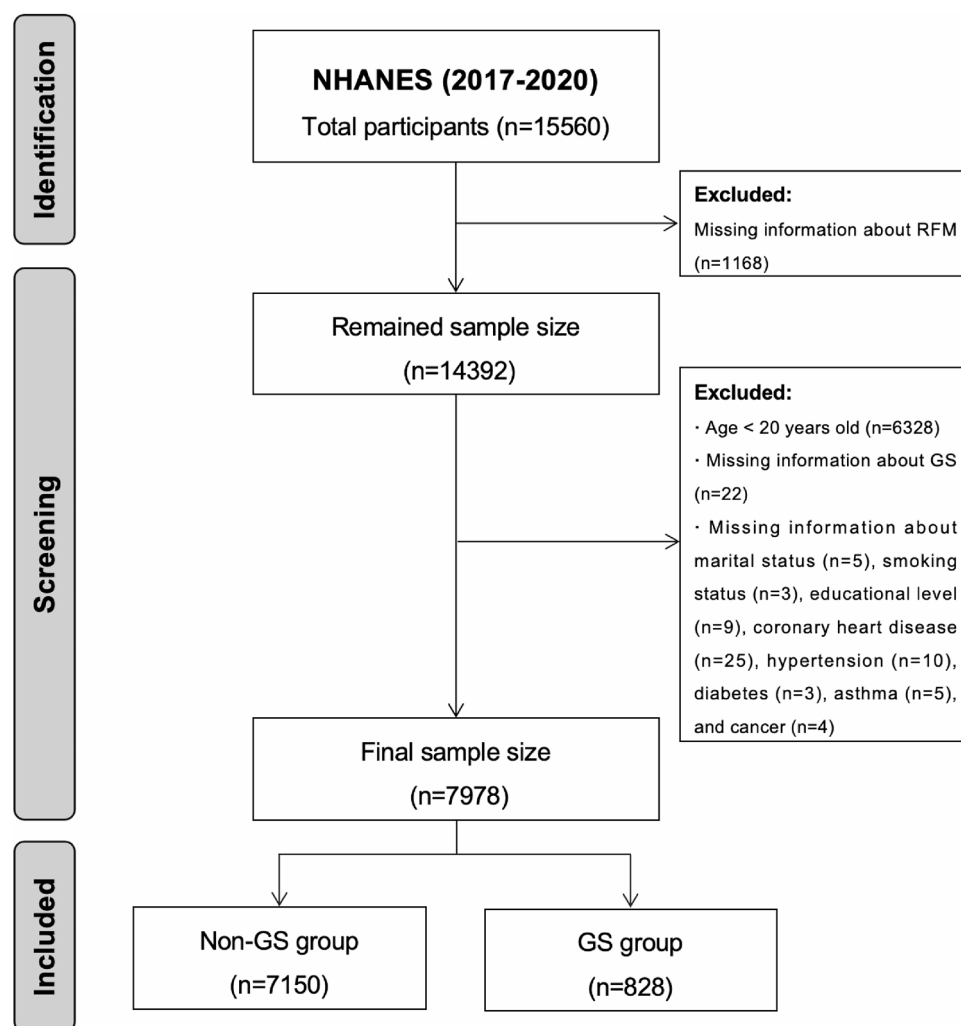 Identification
NHANES (2017-2020)
Total participants (n=15560)
Excluded:
Missing information about RFM
(n=1168)
Screening
Remained sample size
(n=14392)
Excluded:
· Age < 20 years old (n=6328)
· Missing information about GS
(n=22)
· Missing information about
marital status (n=5), smoking
status (n=3), educational level
(n=9), coronary heart disease
(n=25), hypertension (n=10),
diabetes (n=3), asthma (n=5),
and cancer (n=4)
Final sample size
(n=7978)
Included
Non-GS group
(n=7150)
GS group
(n=828)